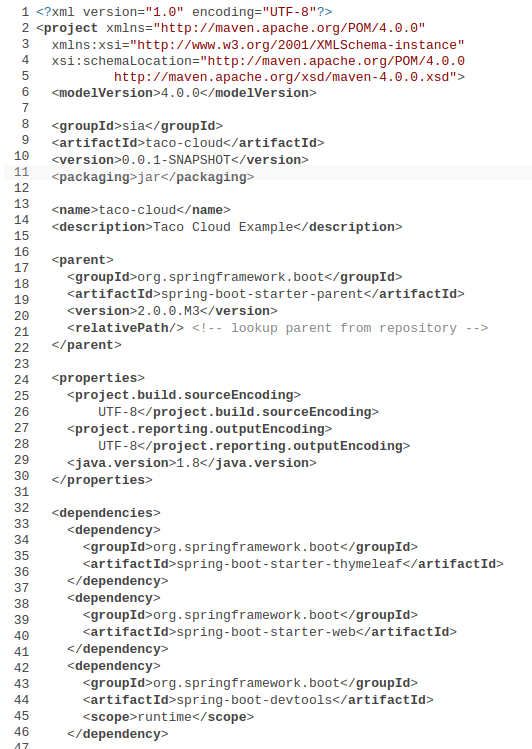 1 <?xml version="1.0" encoding="UTF-8"?>
2 <project xmlns="http://maven.apache.org/POM/4.0.0"
3   xmlns:xsi="http://www.w3.org/2001/XMLSchema-instance"
4   xsi:schemaLocation="http://maven.apache.org/POM/4.0.0
5           http://maven.apache.org/xsd/maven-4.0.0.xsd">
6   <modelVersion>4.0.0</modelVersion>
7
8   <groupId>sia</groupId>
9   <artifactId>taco-cloud</artifactId>
10   <version>0.0.1-SNAPSHOT</version>
11   <packaging>jar</packaging>
12
13   <name>taco-cloud</name>
14   <description>Taco Cloud Example</description>
15
16   <parent>
17     <groupId>org.springframework.boot</groupId>
18     <artifactId>spring-boot-starter-parent</artifactId>
19     <version>2.0.0.M3</version>
20     <relativePath/> <!-- lookup parent from repository -->
21   </parent>
22
23   <properties>
24     <project.build.sourceEncoding>
25         UTF-8</project.build.sourceEncoding>
26     <project.reporting.outputEncoding>
27         UTF-8</project.reporting.outputEncoding>
28     <java.version>1.8</java.version>
29   </properties>
30
31   <dependencies>
32     <dependency>
33       <groupId>org.springframework.boot</groupId>
34       <artifactId>spring-boot-starter-thymeleaf</artifactId>
35     </dependency>
36     <dependency>
37       <groupId>org.springframework.boot</groupId>
38       <artifactId>spring-boot-starter-web</artifactId>
39     </dependency>
40     <dependency>
41       <groupId>org.springframework.boot</groupId>
42       <artifactId>spring-boot-devtools</artifactId>
43       <scope>runtime</scope>
44     </dependency>
45
46
47